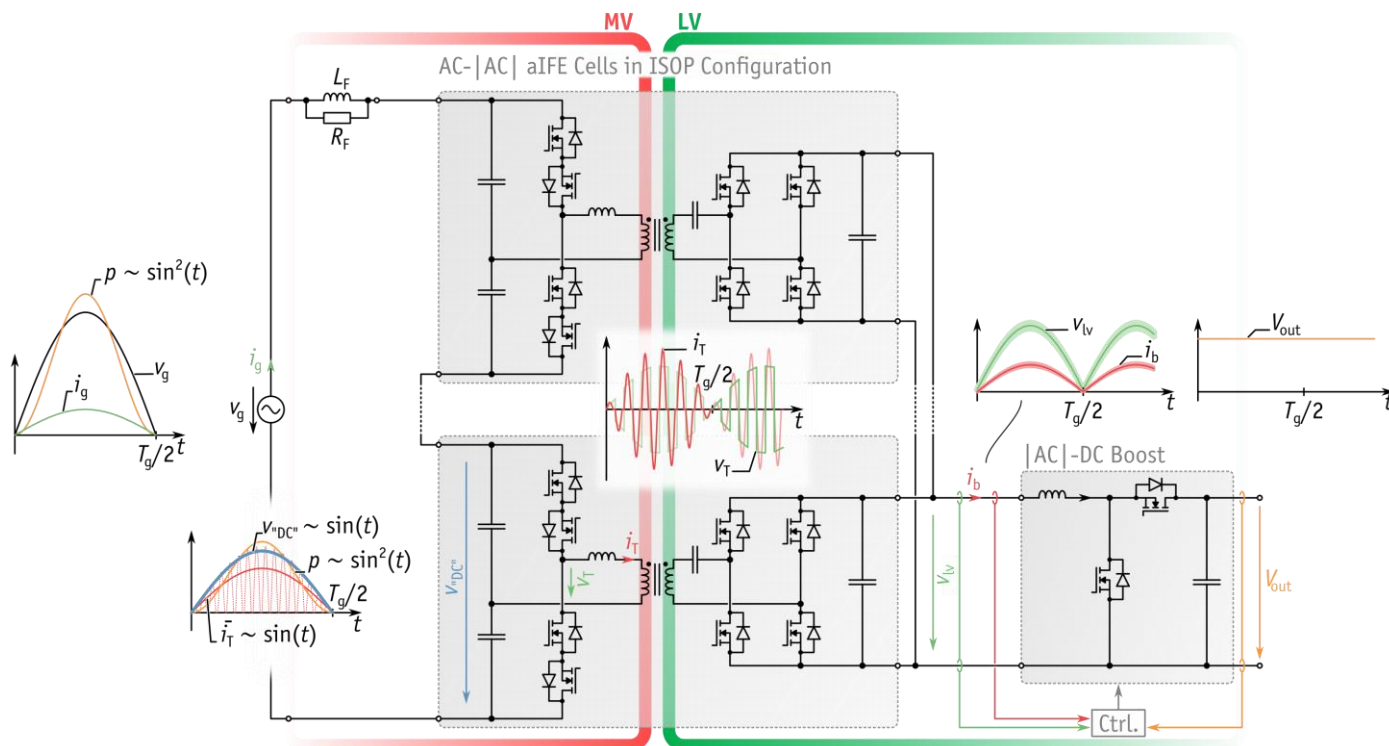 MV LV
AC-|AC| aIFE Cells in ISOP Configuration
L_F
R_F
p ~ sin²(t)
v_g
i_g
T_g/2
t
i_g
v_g
i_T
T_g/2
t
v_T
v_lv
i_b
T_g/2
t
V_out
T_g/2
t
|AC|-DC Boost
i_b
v_"DC" ~ sin(t)
p ~ sin²(t)
T_g/2
t
i̅_T ~ sin(t)
v_"DC"
i_T
v_T
v_lv
V_out
Ctrl.